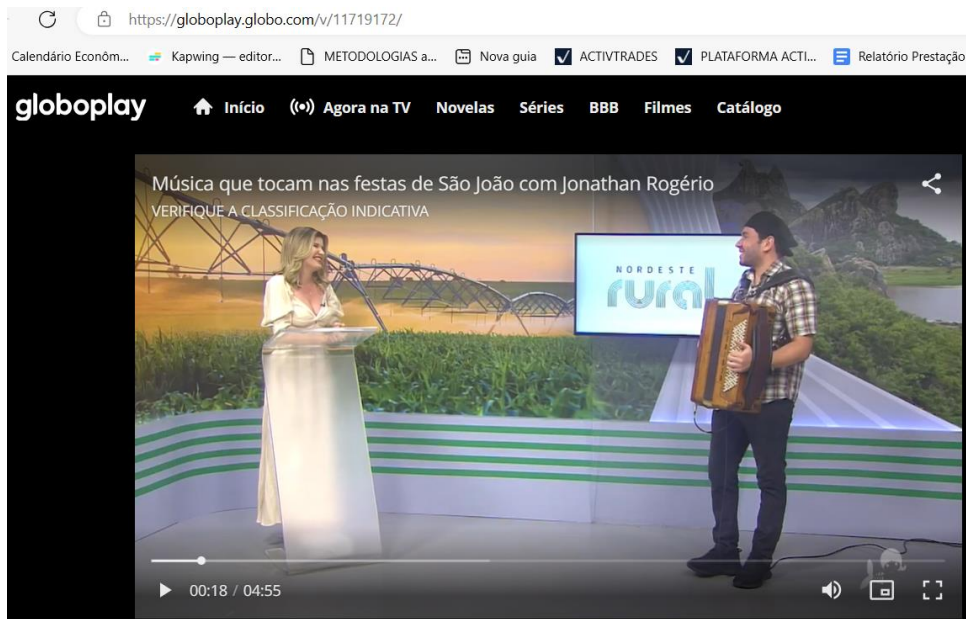 https://globoplay.globo.com/v/11719172/
Calendário Econôm... Kapwing — editor... METODOLOGIAS a... Nova guia ACTIVTRADES PLATAFORMA ACTI... Relatório Prestação
globoplay Início Agora na TV Novelas Séries BBB Filmes Catálogo
Música que tocam nas festas de São João com Jonathan Rogério
VERIFIQUE A CLASSIFICAÇÃO INDICATIVA
NORDESTE
rural
00:18 / 04:55